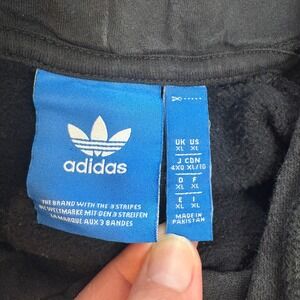 adidas
THE BRAND WITH THE 3 STRIPES
DIE WELTMARKE MIT DEN 3 STREIFEN
LA MARQUE AUX 3 BANDES
UK US
XL XL
J CDN
4XO XL/TG
D F
XL XL
E I
XL XL
MADE IN
PAKISTAN